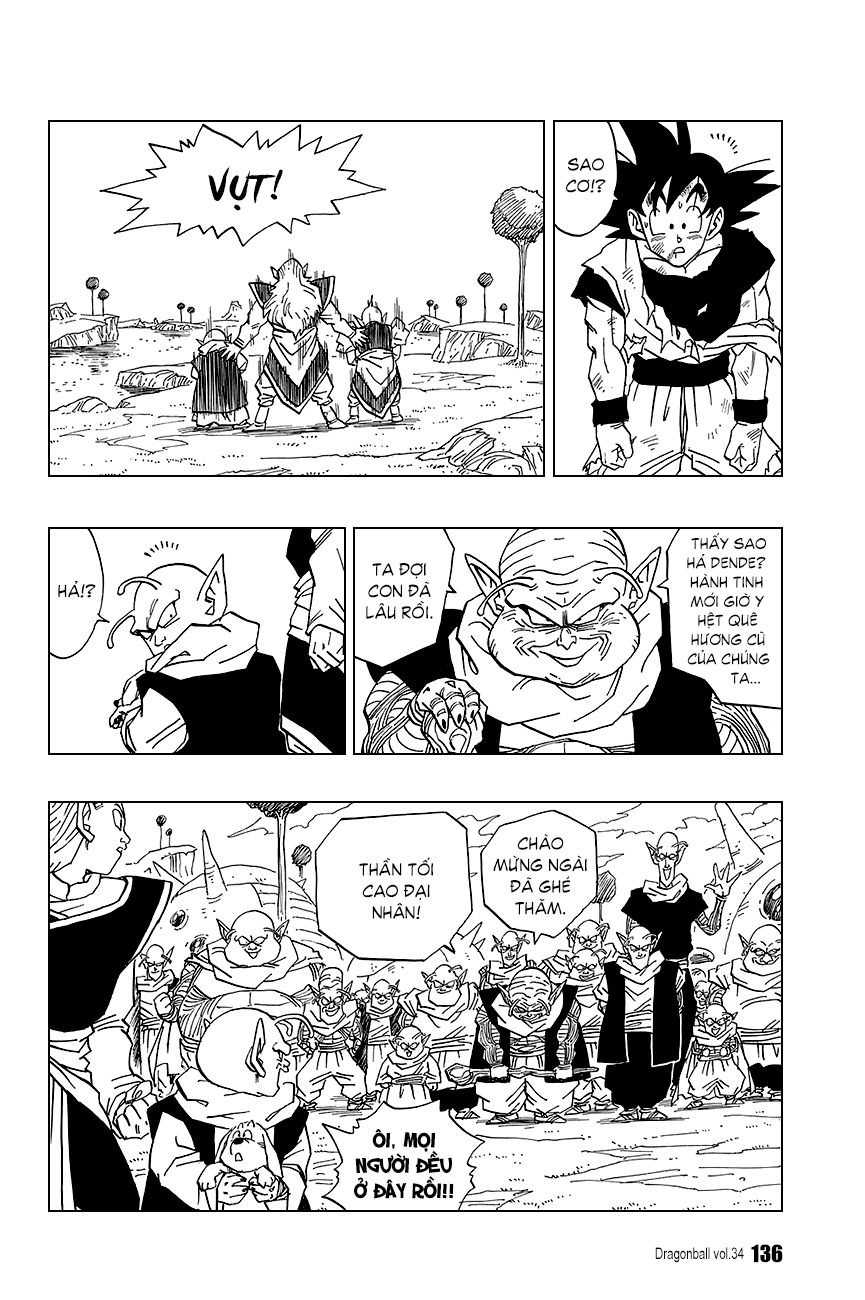 SAO
CƠ!?
VỤT!
THẤY SAO
HẢ DENDE?
HÀNH TINH
MỚI GIỜ Y
HỆT QUÊ
HƯƠNG CŨ
CỦA CHÚNG
TA...
TA ĐỢI
CON ĐÃ
LÂU RỒI.
HẢ!?
CHÀO
MỪNG NGÀI
ĐÃ GHÉ
THĂM.
THẦN TỐI
CAO ĐẠI
NHÂN!
ÔI, MỌI
NGƯỜI ĐỀU
Ở ĐÂY RỒI!!
Dragonball vol.34 136